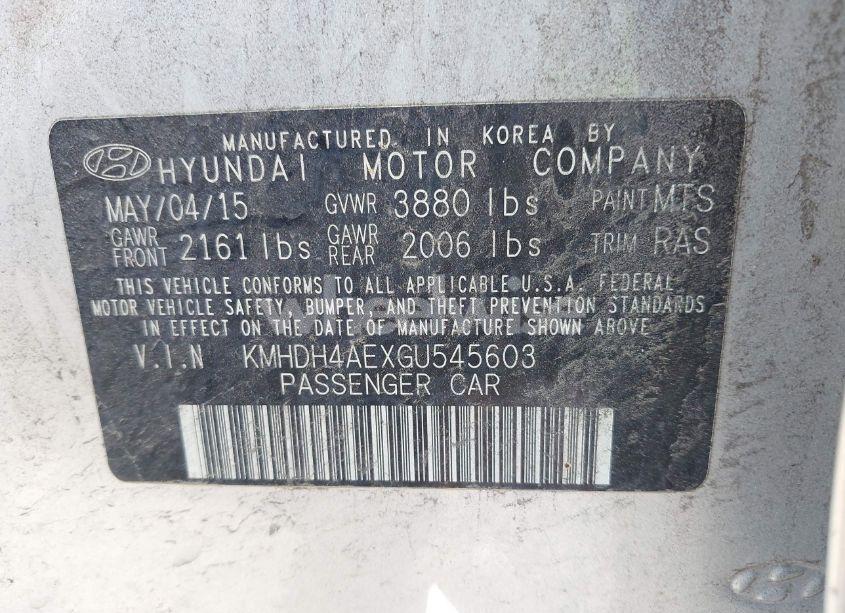 MANUFACTURED IN KOREA BY
HYUNDAI MOTOR COMPANY
MAY/04/15 GVWR 3880 lbs PAINT MTS
GAWR FRONT 2161 lbs GAWR REAR 2006 lbs TRIM RAS
THIS VEHICLE CONFORMS TO ALL APPLICABLE U.S.A. FEDERAL
MOTOR VEHICLE SAFETY, BUMPER, AND THEFT PREVENTION STANDARDS
IN EFFECT ON THE DATE OF MANUFACTURE SHOWN ABOVE.
V.I.N KMHDH4AEXGU545603
PASSENGER CAR